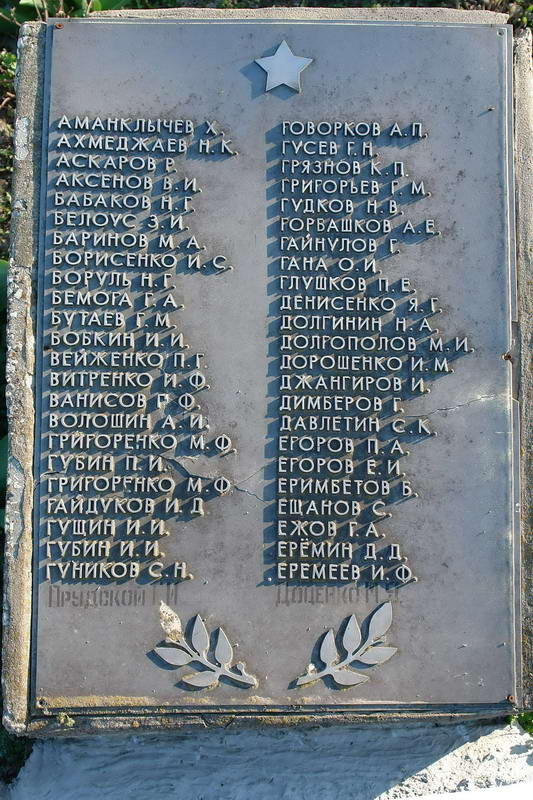 АМАНКЛЫЧЕВ Х.
АХМЕДЖАЕВ Н.К.
АСКАРОВ Р.
АКСЕНОВ В.И.
БАБАКОВ Н.Г.
БЕЛОУС З.И.
БАРИНОВ М.А.
БОРИСЕНКО И.С.
БОРУЛЬ Н.Г.
БЕМОГА Г.А.
БУТАЕВ Г.М.
БОБКИН И.И.
ВЕЙЖЕНКО П.Г.
ВИТРЕНКО И.Ф.
ВАНИСОВ П.Ф.
ВОЛОШИН А.И.
ГРИГОРЕНКО М.Ф.
ГУБИН П.И.
ГРИГОРЕНКО М.Ф.
ГАЙДУКОВ И.Д.
ГУЩИН И.И.
ГУБИН И.И.
ГУНИКОВ С.Н.
ПРУДСКОЙ
ГОВОРКОВ А.П.
ГУСЕВ Г.Н.
ГРЯЗНОВ К.П.
ГРИГОРЬЕВ Г.М.
ГУДКОВ Н.В.
ГОРБАШКОВ А.Е.
ГАЙНУЛОВ Г.
ГАНА О.И.
ГЛУШКОВ П.Е.
ДЕНИСЕНКО Я.Г.
ДОЛГИНИН Н.А.
ДОЛГОПОЛОВ М.И.
ДОРОШЕНКО И.М.
ДЖАНГИРОВ И.
ДИМБЕРОВ Г.
ДАВЛЕТИН С.К.
ЕГОРОВ П.А.
ЕГОРОВ Е.И.
ЕРИМБЕТОВ Б.
ЕЩАНОВ С.
ЕЖОВ Г.А.
ЕРЁМИН Д.Д.
ЕРЕМЕЕВ И.Ф.
ДОЦЕНКО